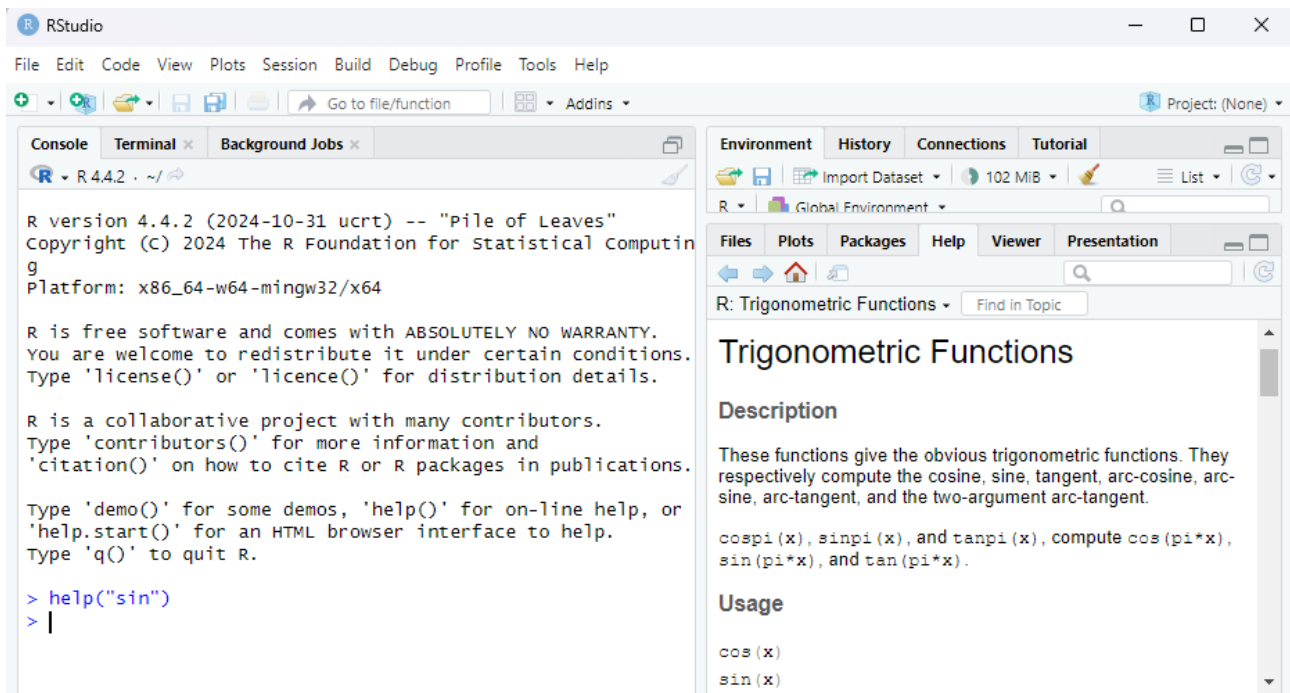 RStudio
File Edit Code View Plots Session Build Debug Profile Tools Help
Go to file/function
Addins
Project: (None)
Console Terminal Background Jobs
R 4.4.2 · ~/
R version 4.4.2 (2024-10-31 ucrt) -- "Pile of Leaves"
Copyright (C) 2024 The R Foundation for Statistical Computin
g
Platform: x86_64-w64-mingw32/x64
R is free software and comes with ABSOLUTELY NO WARRANTY.
You are welcome to redistribute it under certain conditions.
Type 'license()' or 'licence()' for distribution details.
R is a collaborative project with many contributors.
Type 'contributors()' for more information and
'citation()' on how to cite R or R packages in publications.
Type 'demo()' for some demos, 'help()' for on-line help, or
'help.start()' for an HTML browser interface to help.
Type 'q()' to quit R.
> help("sin")
>
Environment History Connections Tutorial
Import Dataset 102 MiB List
R Global Environment
Files Plots Packages Help Viewer Presentation
R: Trigonometric Functions Find in Topic
Trigonometric Functions
Description
These functions give the obvious trigonometric functions. They
respectively compute the cosine, sine, tangent, arc-cosine, arc-
sine, arc-tangent, and the two-argument arc-tangent.
cospi(x), sinpi(x), and tanpi(x), compute cos(pi*x),
sin(pi*x), and tan(pi*x).
Usage
cos(x)
sin(x)